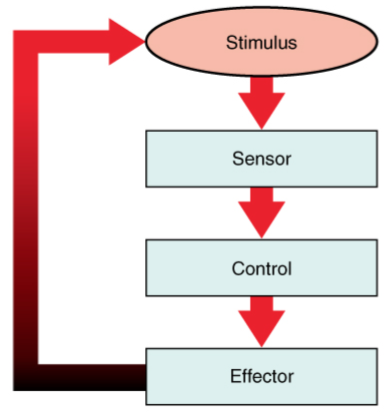 Stimulus
Sensor
Control
Effector